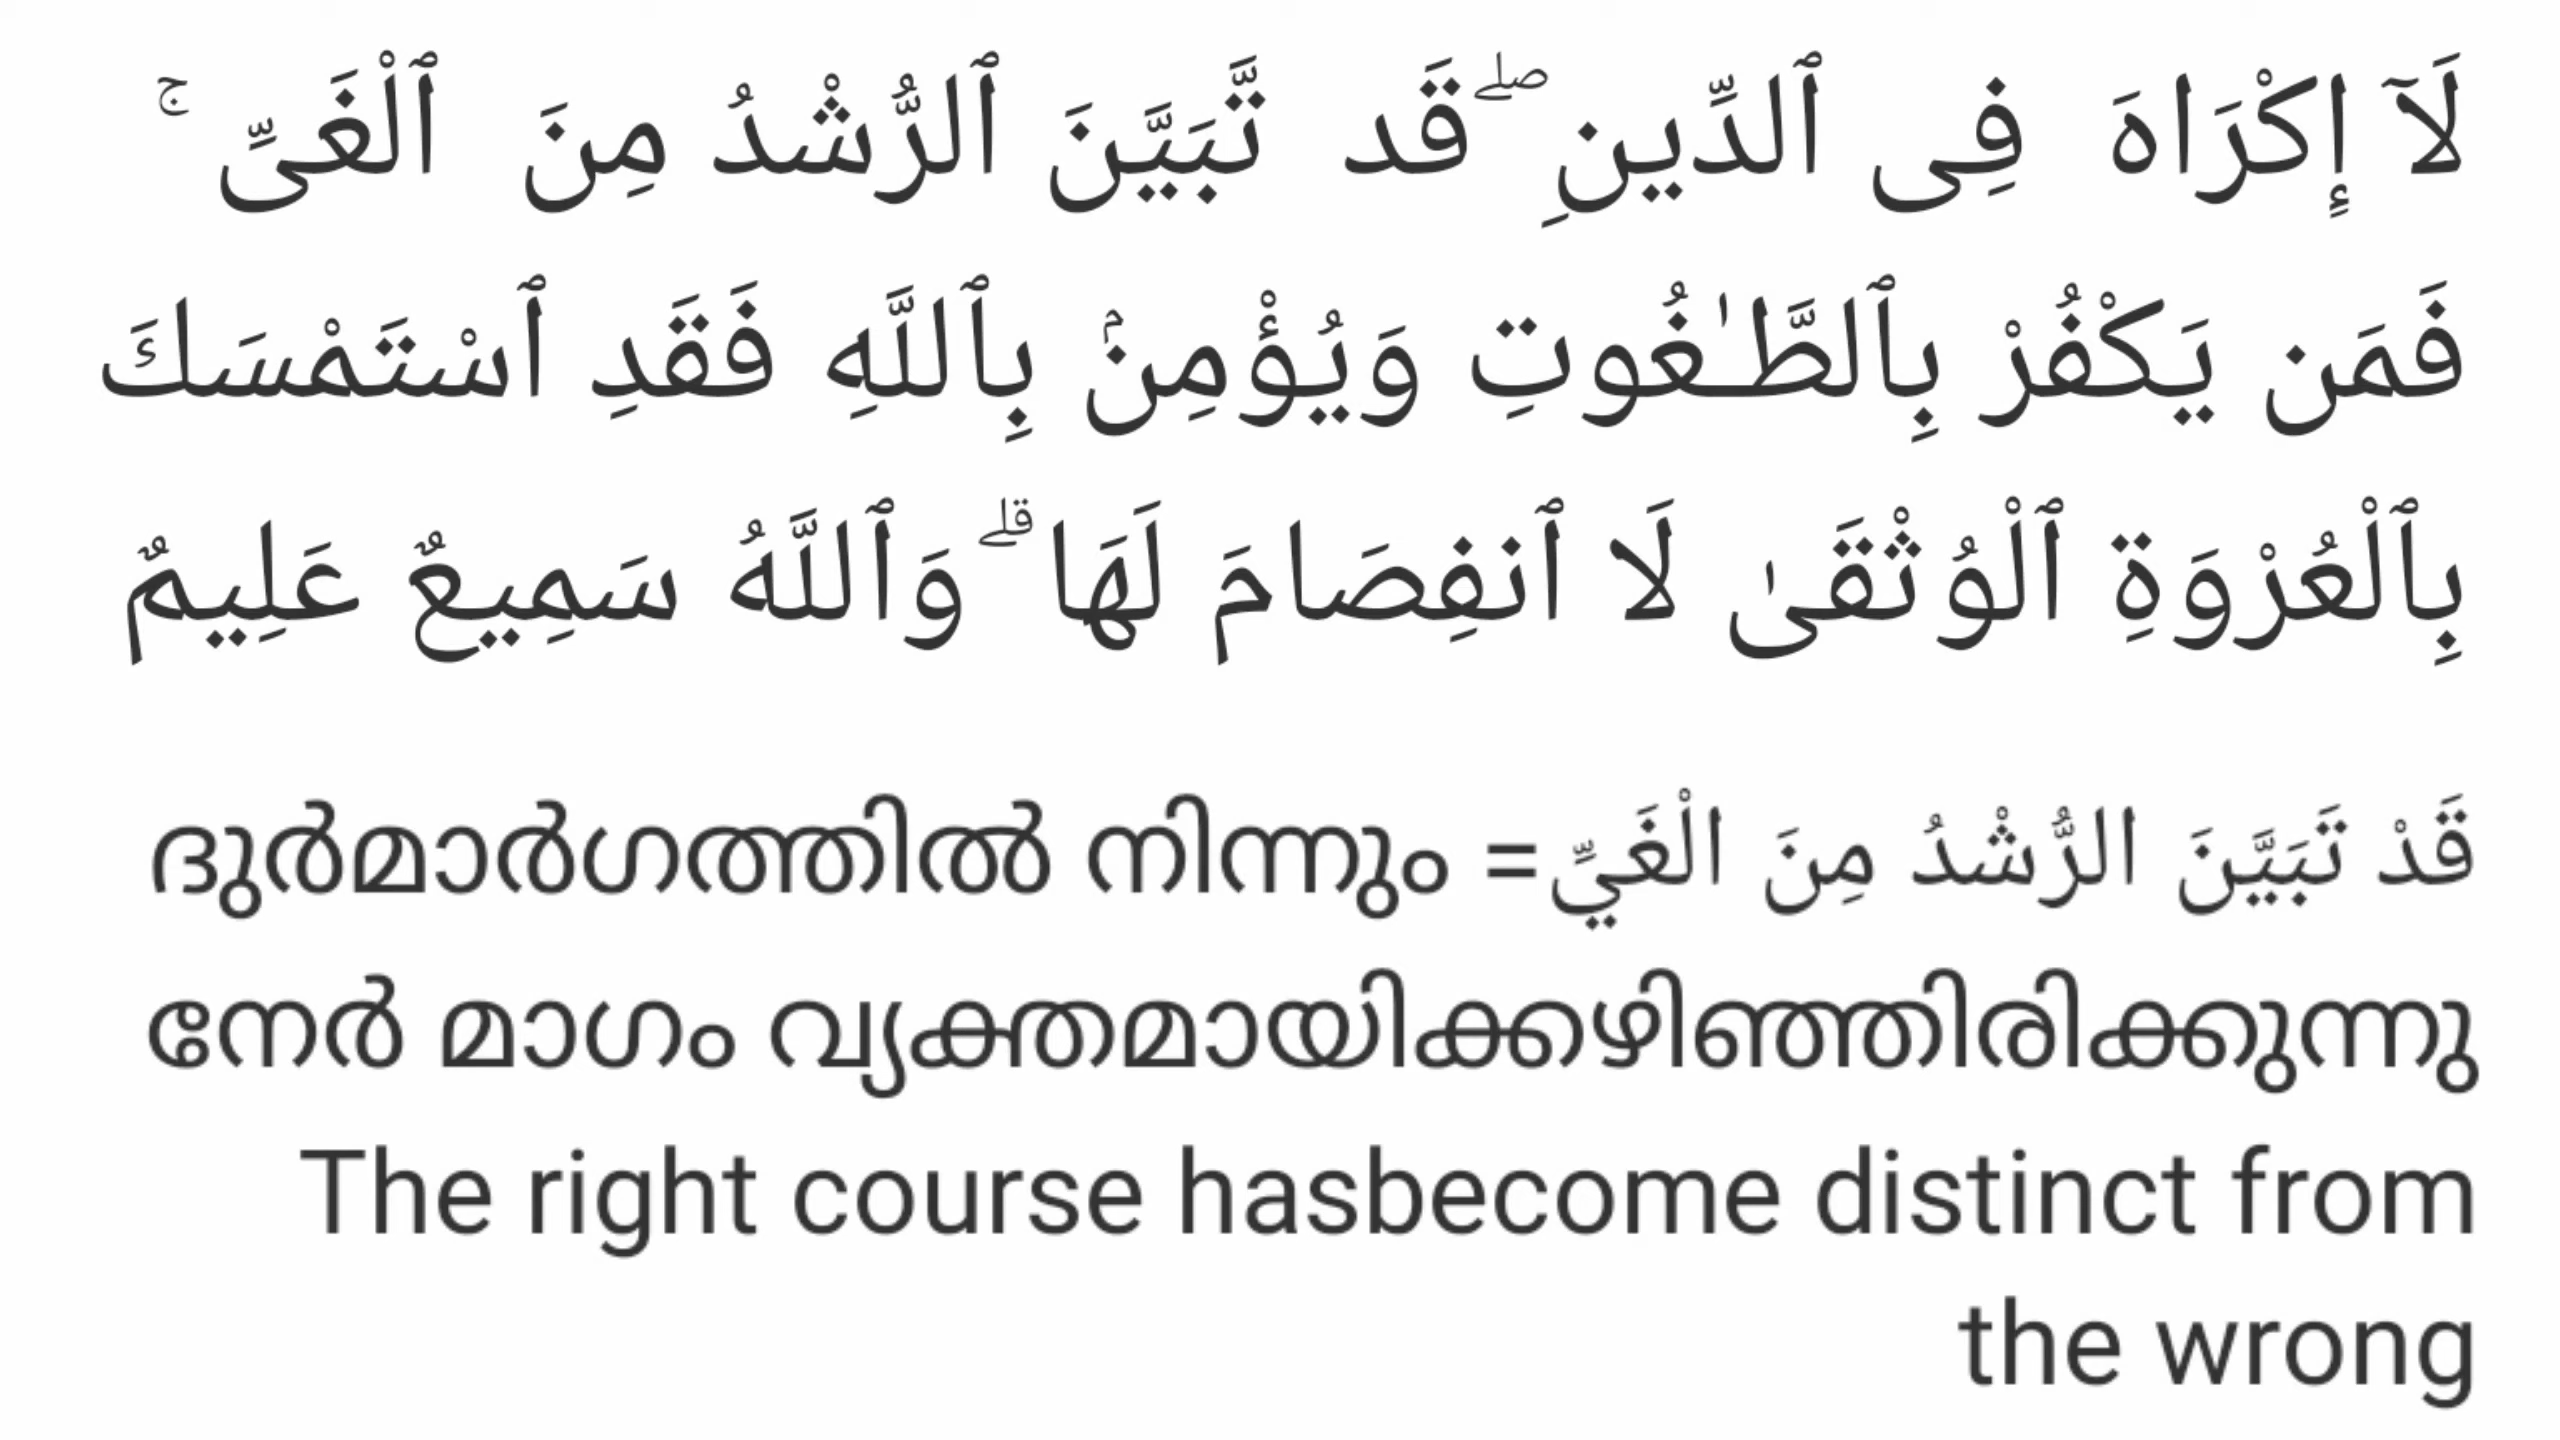 لَآ إِكْرَاهَ فِى ٱلدِّينِ ۖ قَد تَّبَيَّنَ ٱلرُّشْدُ مِنَ ٱلْغَىِّ ۚ
فَمَن يَكْفُرْ بِٱلطَّـٰغُوتِ وَيُؤْمِنۢ بِٱللَّهِ فَقَدِ ٱسْتَمْسَكَ
بِٱلْعُرْوَةِ ٱلْوُثْقَىٰ لَا ٱنفِصَامَ لَهَا ۗ وَٱللَّهُ سَمِيعٌ عَلِيمٌ
قَدْ تَبَيَّنَ الرُّشْدُ مِنَ الْغَيِّ= ദുർമാർഗത്തിൽ നിന്നും
നേർ മാഗം വ്യക്തമായിക്കഴിഞ്ഞിരിക്കുന്നു
The right course hasbecome distinct from
the wrong